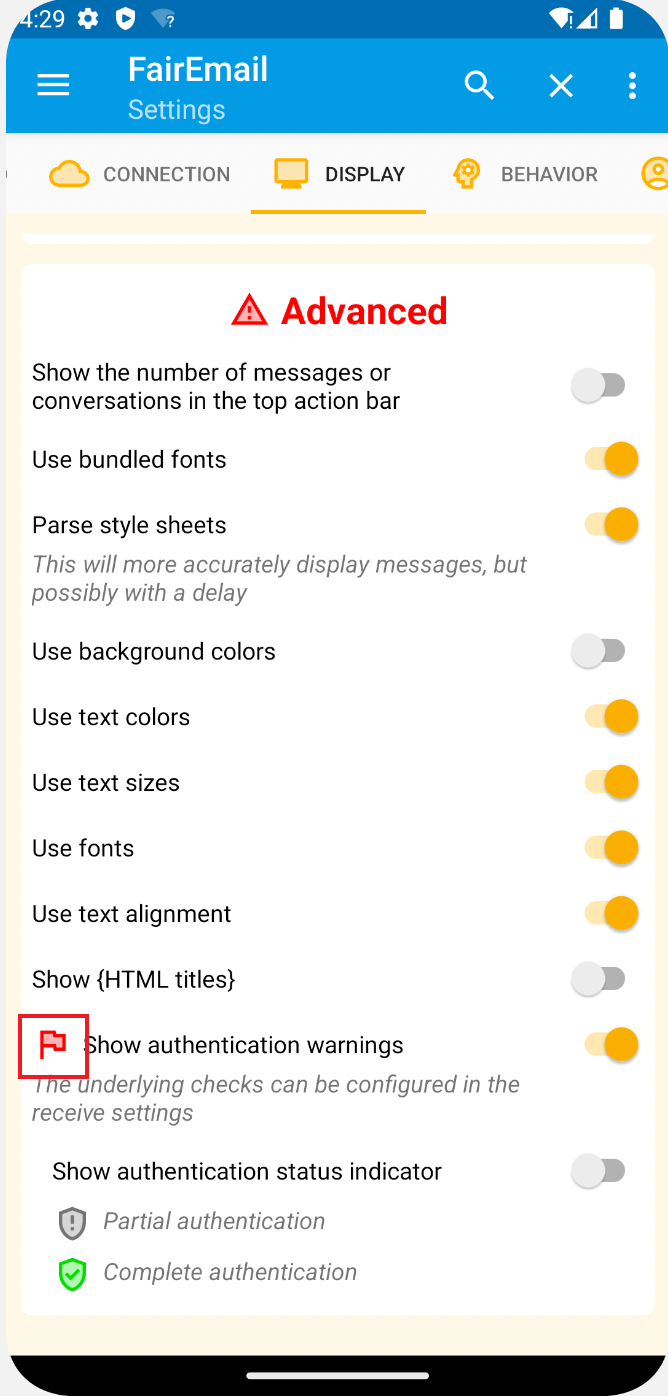 4:29
FairEmail
Settings
CONNECTION DISPLAY BEHAVIOR
Advanced
Show the number of messages or
conversations in the top action bar
Use bundled fonts
Parse style sheets
This will more accurately display messages, but
possibly with a delay
Use background colors
Use text colors
Use text sizes
Use fonts
Use text alignment
Show {HTML titles}
Show authentication warnings
The underlying checks can be configured in the
receive settings
Show authentication status indicator
Partial authentication
Complete authentication